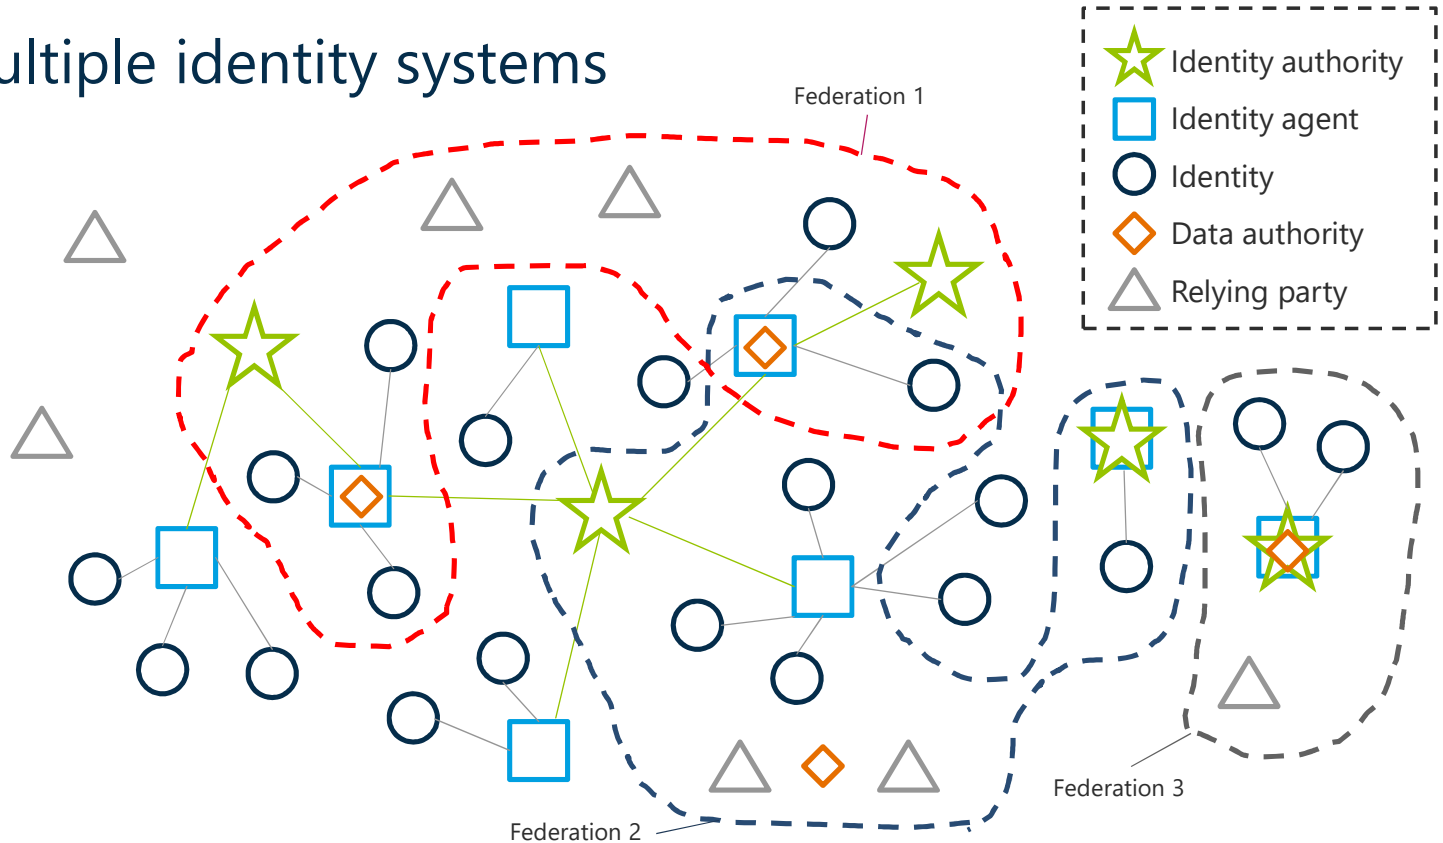 ultiple identity systems
Federation 1
Identity authority
Identity agent
Identity
Data authority
Relying party
Federation 3
Federation 2